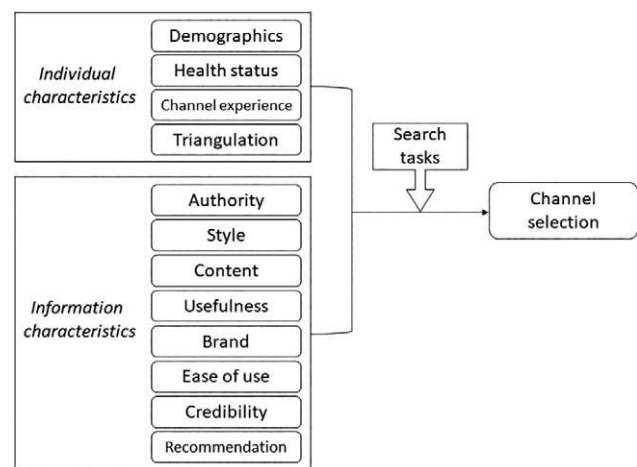 Individual
characteristics
Demographics
Health status
Channel experience
Triangulation
Search
tasks
Channel
selection
Information
characteristics
Authority
Style
Content
Usefulness
Brand
Ease of use
Credibility
Recommendation